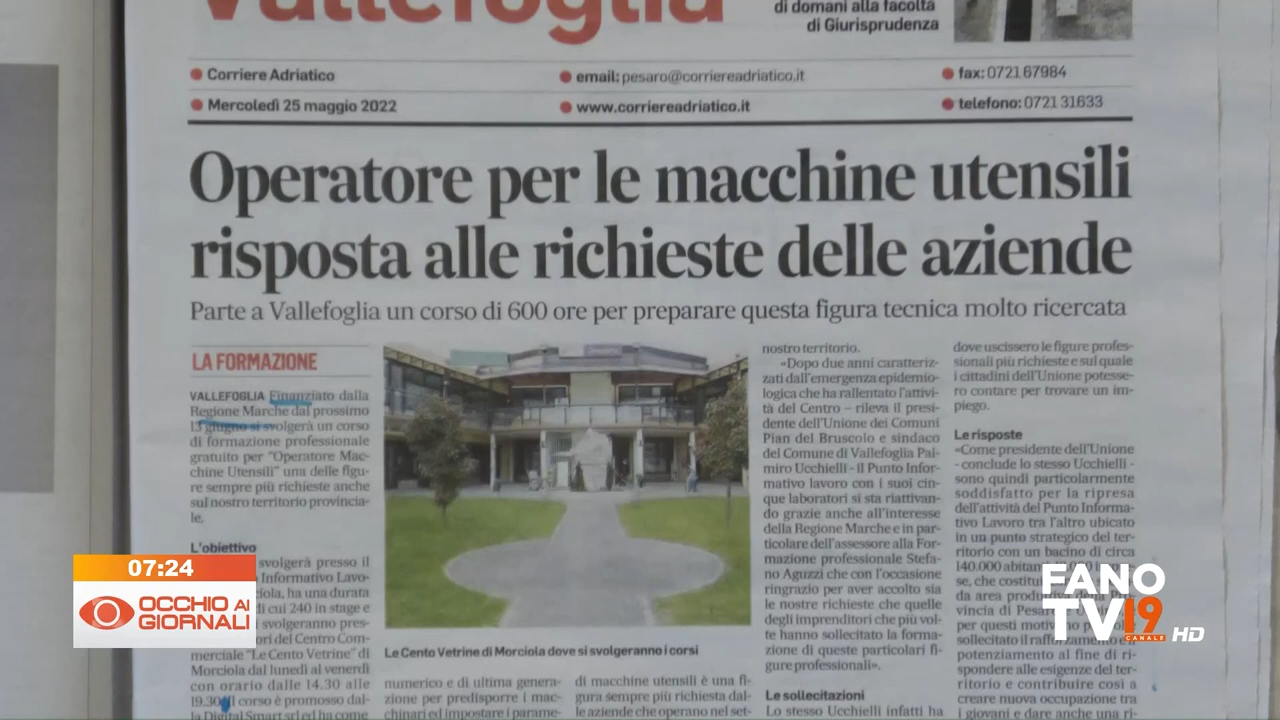 Vallefoglia
di domani alla facoltà
di Giurisprudenza
Corriere Adriatico
email: pesaro@corriereadriatico.it
fax: 0721 67984
Mercoledì 25 maggio 2022
www.corriereadriatico.it
telefono: 0721 31633
Operatore per le macchine utensili
risposta alle richieste delle aziende
Parte a Vallefoglia un corso di 600 ore per preparare questa figura tecnica molto ricercata
LA FORMAZIONE
VALLEFOGLIA Finanziato dalla
Regione Marche dal prossimo
13 giugno si svolgerà un corso
di formazione professionale
gratuito per "Operatore Mac-
chine Utensili" una delle figu-
re sempre più richieste anche
sul nostro territorio provincia-
le.
L'obiettivo
svolgerà presso il
Informativo Lavo-
ha una durata
di cui 240 in stage e
svolgeranno pres-
del Centro Com-
merciale "Le Cento Vetrine" di
Morciola dal lunedì al venerdì
con orario dalle 14.30 alle
19.30. Il corso è promosso dal-
la Digital Smart srl ed ha come
Le Cento Vetrine di Morciola dove si svolgeranno i corsi
numerico e di ultima genera-
zione per predisporre i mac-
chinari ed impostare i parame-
di macchine utensili è una fi-
gura sempre più richiesta dal-
le aziende che operano nel set-
nostro territorio.
«Dopo due anni caratteriz-
zati dall'emergenza epidemio-
logica che ha rallentato l'attivi-
tà del Centro – rileva il presi-
dente dell'Unione dei Comuni
Pian del Bruscolo e sindaco
del Comune di Vallefoglia Pal-
miro Ucchielli - il Punto Infor-
mativo lavoro con i suoi cin-
que laboratori si sta riattivan-
do grazie anche all'interesse
della Regione Marche e in par-
ticolare dell'assessore alla For-
mazione professionale Stefa-
no Aguzzi che con l'occasione
ringrazio per aver accolto sia
le nostre richieste che quelle
degli imprenditori che più vol-
te hanno sollecitato la forma-
zione di queste particolari fi-
gure professionali».
Le sollecitazioni
Lo stesso Ucchielli infatti ha
dove uscissero le figure profes-
sionali più richieste e sul quale
i cittadini dell'Unione potesse-
ro contare per trovare un im-
piego.
Le risposte
«Come presidente dell'Unione
- conclude lo stesso Ucchielli -
sono quindi particolarmente
soddisfatto per la ripresa
dell'attività del Punto Informa-
tivo Lavoro tra l'altro ubicato
in un punto strategico del ter-
ritorio con un bacino di circa
140.000
se, che
da area
vincia di
per questi
sollecitato il
potenziamento al fine di ri-
spondere alle esigenze del ter-
ritorio e contribuire così a
creare nuova occupazione tra
i giovani e dare anche una ri-
07:24
OCCHIO AI
GIORNALI
FANO
TV 19
CANALE HD